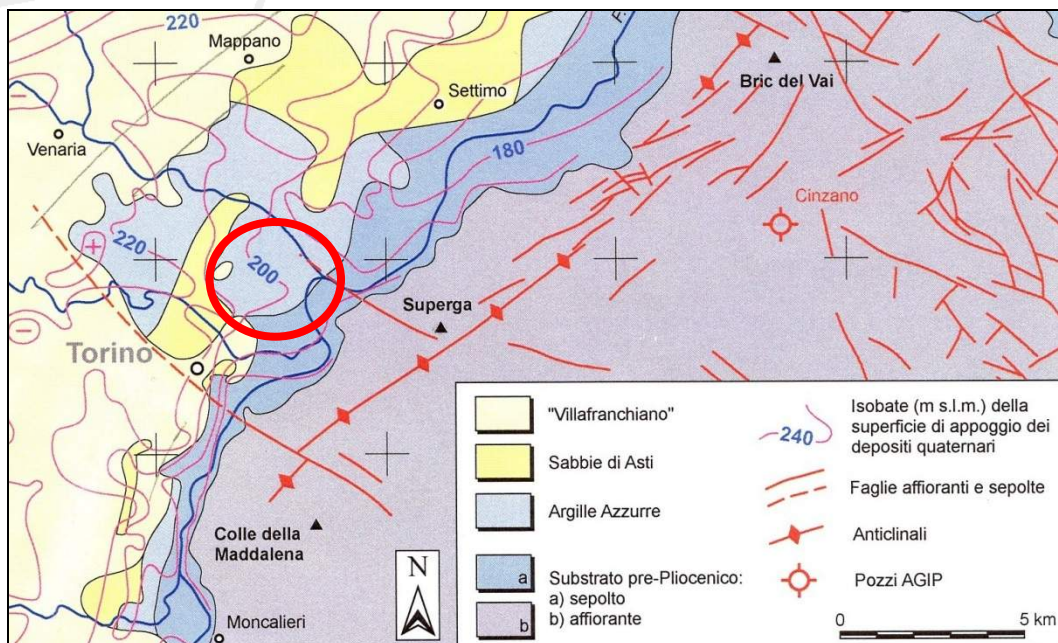 220
Mappano
F.
Bric del Vai
Settimo
Venaria
180
Cinzano
220
200
Superga
Torino
"Villafranchiano"
Sabbie di Asti
Argille Azzurre
a
Substrato pre-Pliocenico:
a) sepolto
b
b) affiorante
240
Isobate (m s.l.m.) della
superficie di appoggio dei
depositi quaternari
Faglie affioranti e sepolte
Anticlinali
Pozzi AGIP
0 5 km
Colle della
Maddalena
N
Moncalieri